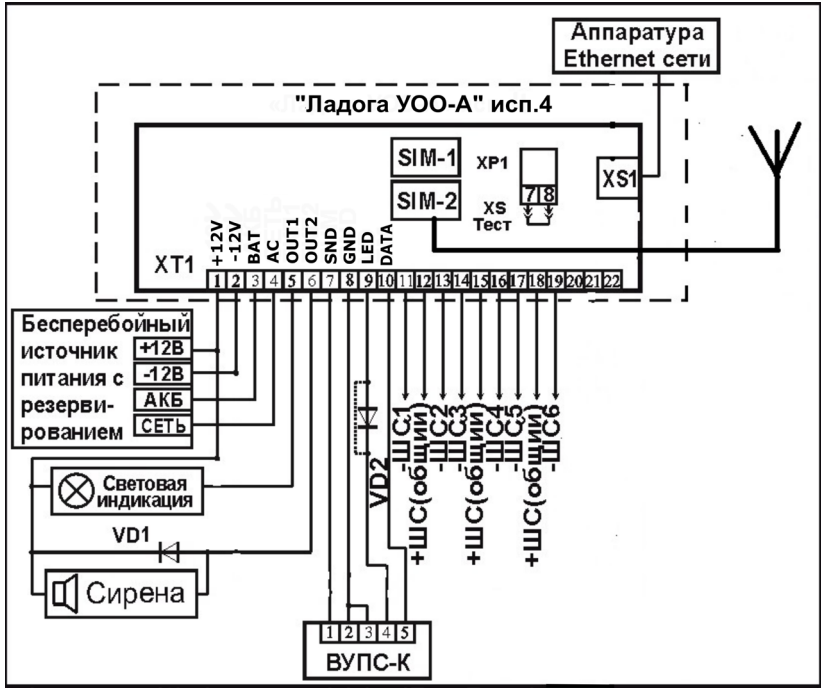 Аппаратура
Ethernet сети
"Ладога УОО-А" исп.4
SIM-1
XP1
XS1
SIM-2
7 8
XS
Тест
+12V
-12V
BAT
AC
OUT1
OUT2
SND
GND
LED
DATA
XT1
1 2 3 4 5 6 7 8 9 10 11 12 13 14 15 16 17 18 19 20 21 22
Бесперебойный
источник +12В
питания с -12В
резерви- АКБ
рованием СЕТЬ
-ШС1
+ШС(общий)
-ШС2
-ШС3
+ШС(общий)
-ШС4
-ШС5
+ШС(общий)
-ШС6
VD2
Световая
индикация
VD1
Сирена
1 2 3 4 5
ВУПС-К